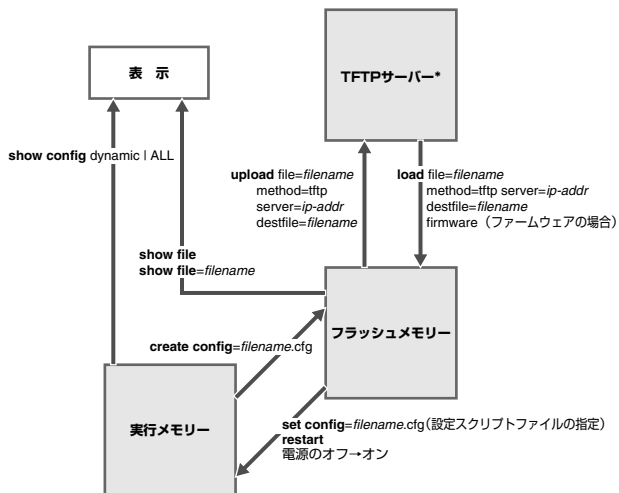 表 示
TFTPサーバー*
show config dynamic | ALL
upload file=filename
method=tftp
server=ip-addr
destfile=filename
load file=filename
method=tftp server=ip-addr
destfile=filename
firmware（ファームウェアの場合）
show file
show file=filename
フラッシュメモリー
create config=filename.cfg
実行メモリー
set config=filename.cfg（設定スクリプトファイルの指定）
restart
電源のオフ→オン